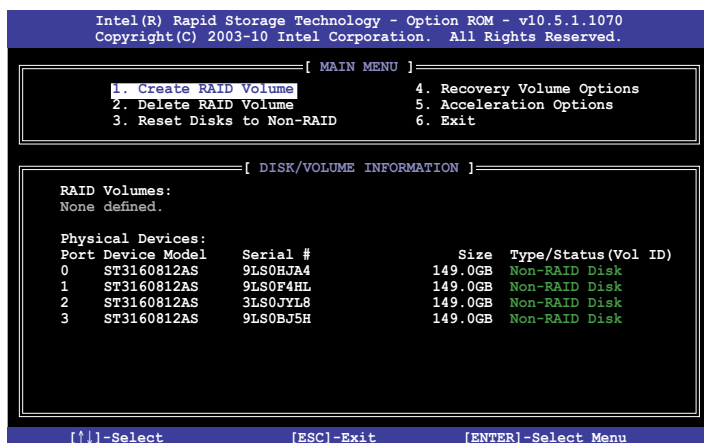 Intel(R) Rapid Storage Technology - Option ROM - v10.5.1.1070
Copyright(C) 2003-10 Intel Corporation. All Rights Reserved.
[ MAIN MENU ]
1. Create RAID Volume 4. Recovery Volume Options
2. Delete RAID Volume 5. Acceleration Options
3. Reset Disks to Non-RAID 6. Exit
[ DISK/VOLUME INFORMATION ]
RAID Volumes:
None defined.
Physical Devices:
Port Device Model Serial # Size Type/Status(Vol ID)
0 ST3160812AS 9LS0HJA4 149.0GB Non-RAID Disk
1 ST3160812AS 9LS0F4HL 149.0GB Non-RAID Disk
2 ST3160812AS 3LS0JYL8 149.0GB Non-RAID Disk
3 ST3160812AS 9LS0BJ5H 149.0GB Non-RAID Disk
[↑↓]-Select [ESC]-Exit [ENTER]-Select Menu